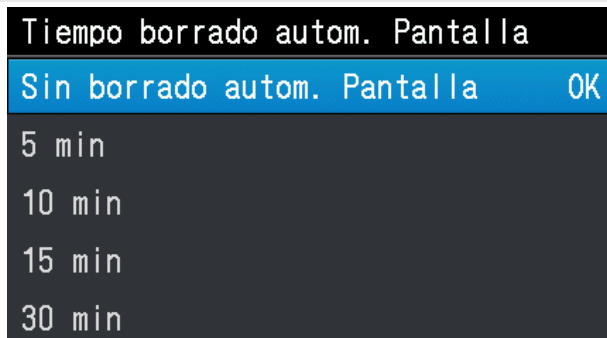 Tiempo borrado autom. Pantalla
Sin borrado autom. Pantalla OK
5 min
10 min
15 min
30 min